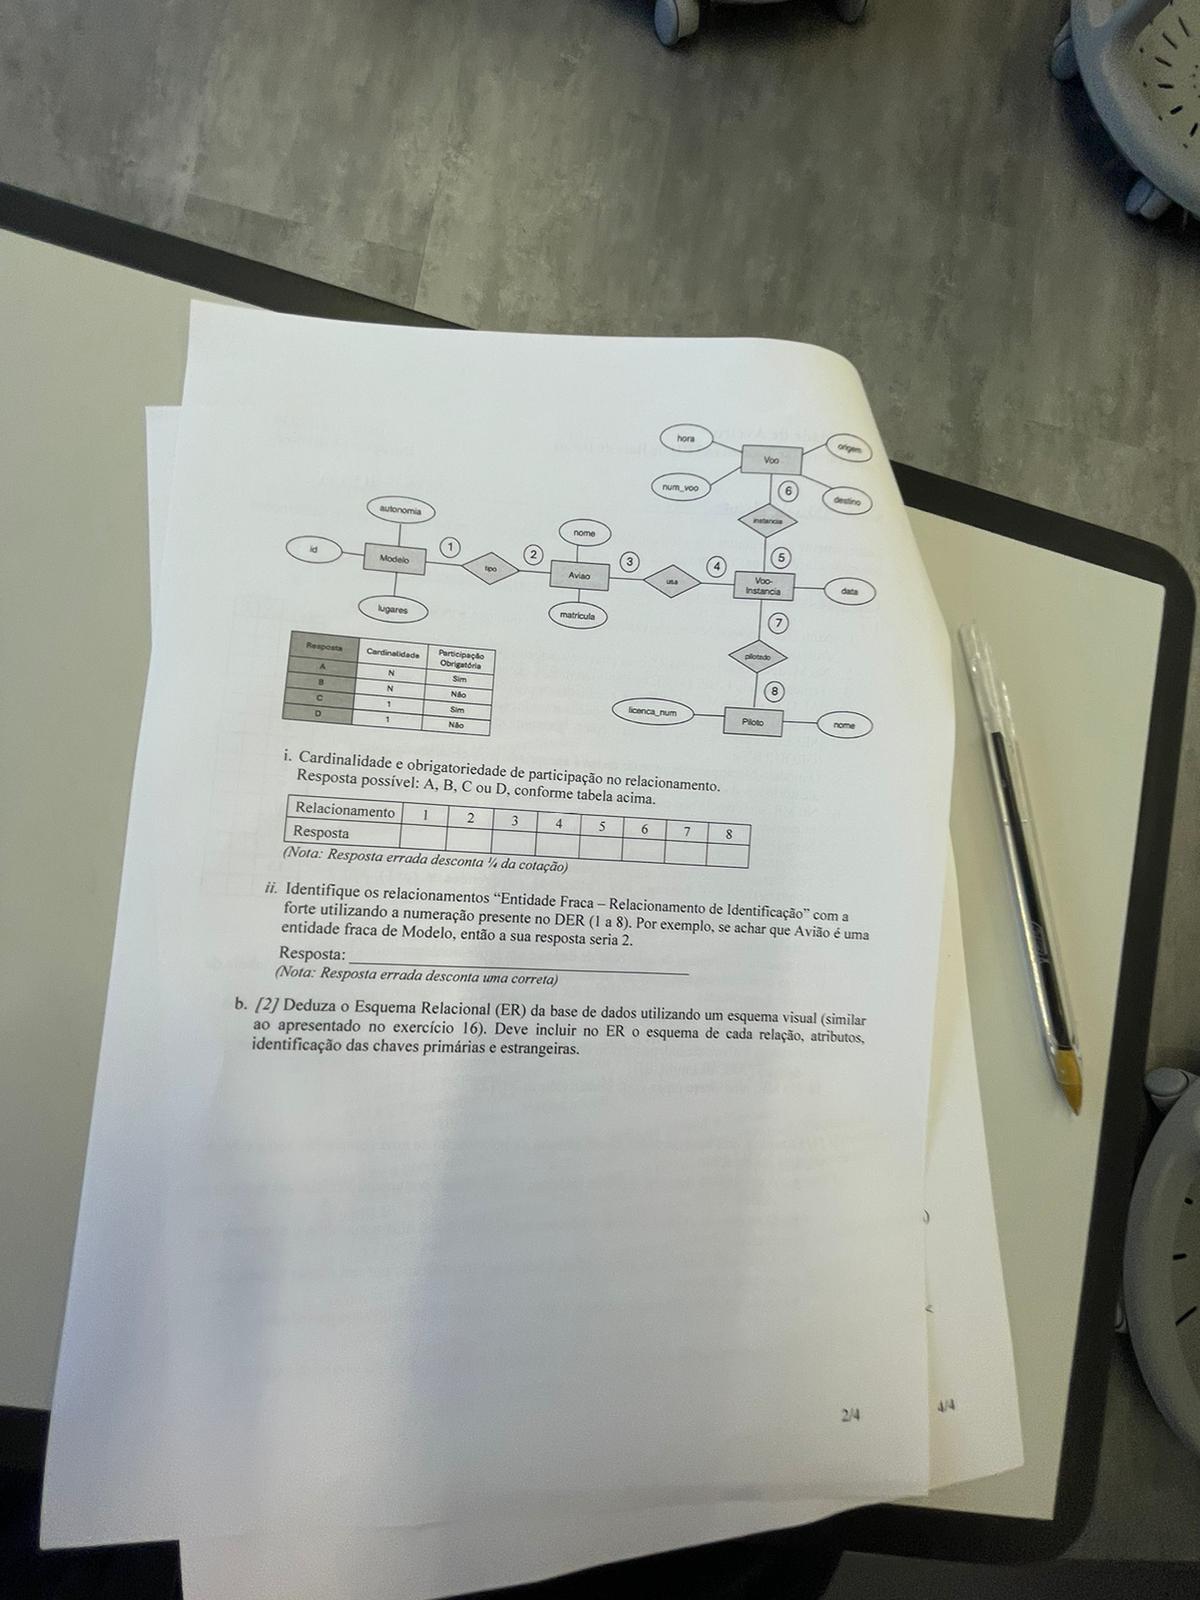 hora
Voo
origem
num_voo
6
destino
autonomia
instancia
nome
id
Modelo
1
tipo
2
Aviao
3
usa
4
5
Voo-
Instancia
data
lugares
matricula
7
pilotado
8
licenca_num
Piloto
nome
Resposta Cardinalidade Participação
Obrigatória
A N Sim
B N Não
C 1 Sim
D 1 Não
i. Cardinalidade e obrigatoriedade de participação no relacionamento.
Resposta possível: A, B, C ou D, conforme tabela acima.
Relacionamento 1 2 3 4 5 6 7 8
Resposta
(Nota: Resposta errada desconta ¼ da cotação)
ii. Identifique os relacionamentos “Entidade Fraca – Relacionamento de Identificação” com a
forte utilizando a numeração presente no DER (1 a 8). Por exemplo, se achar que Avião é uma
entidade fraca de Modelo, então a sua resposta seria 2.
Resposta:
(Nota: Resposta errada desconta uma correta)
b. [2] Deduza o Esquema Relacional (ER) da base de dados utilizando um esquema visual (similar
ao apresentado no exercício 16). Deve incluir no ER o esquema de cada relação, atributos,
identificação das chaves primárias e estrangeiras.
2/4
4/4